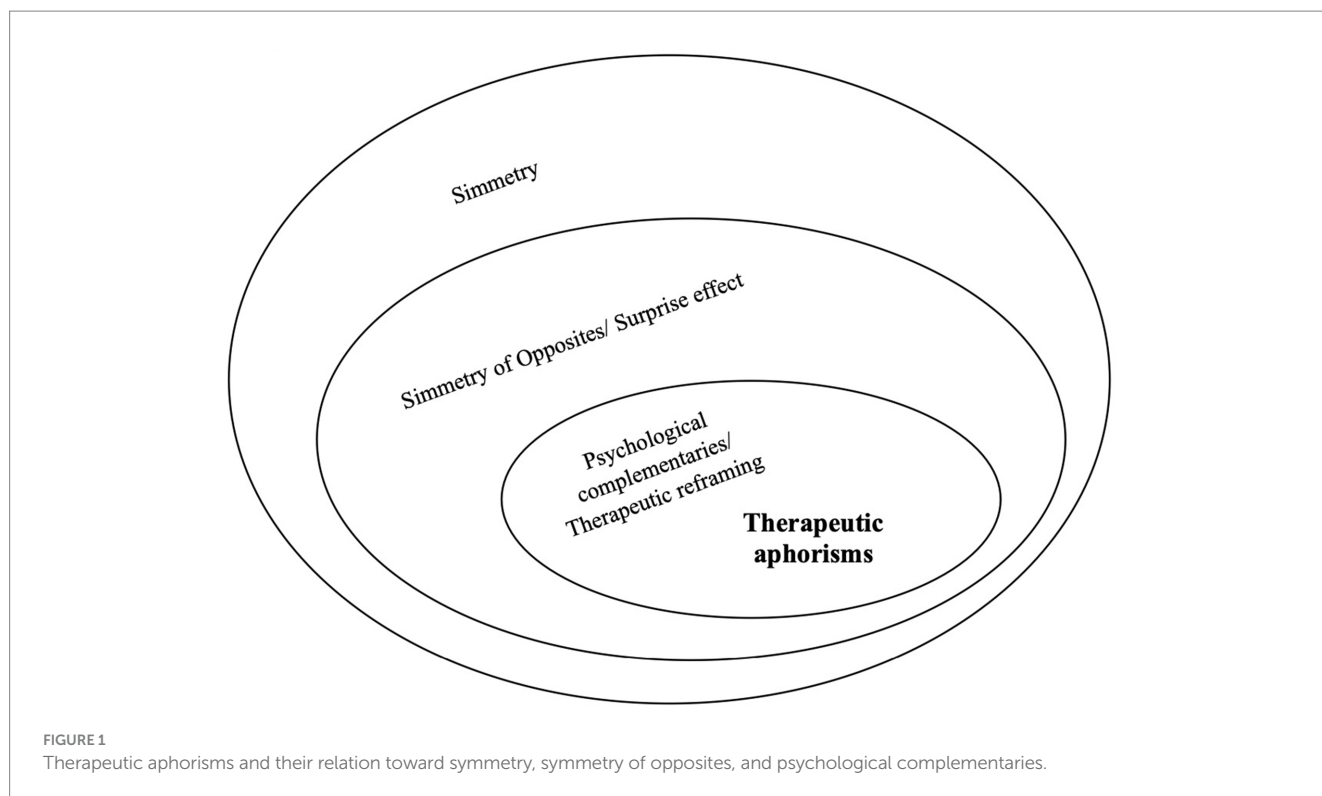 Simmetry
Simmetry of Opposites/ Surprise effect
Psychological
complementaries/
Therapeutic reframing
Therapeutic
aphorisms
FIGURE 1
Therapeutic aphorisms and their relation toward symmetry, symmetry of opposites, and psychological complementaries.